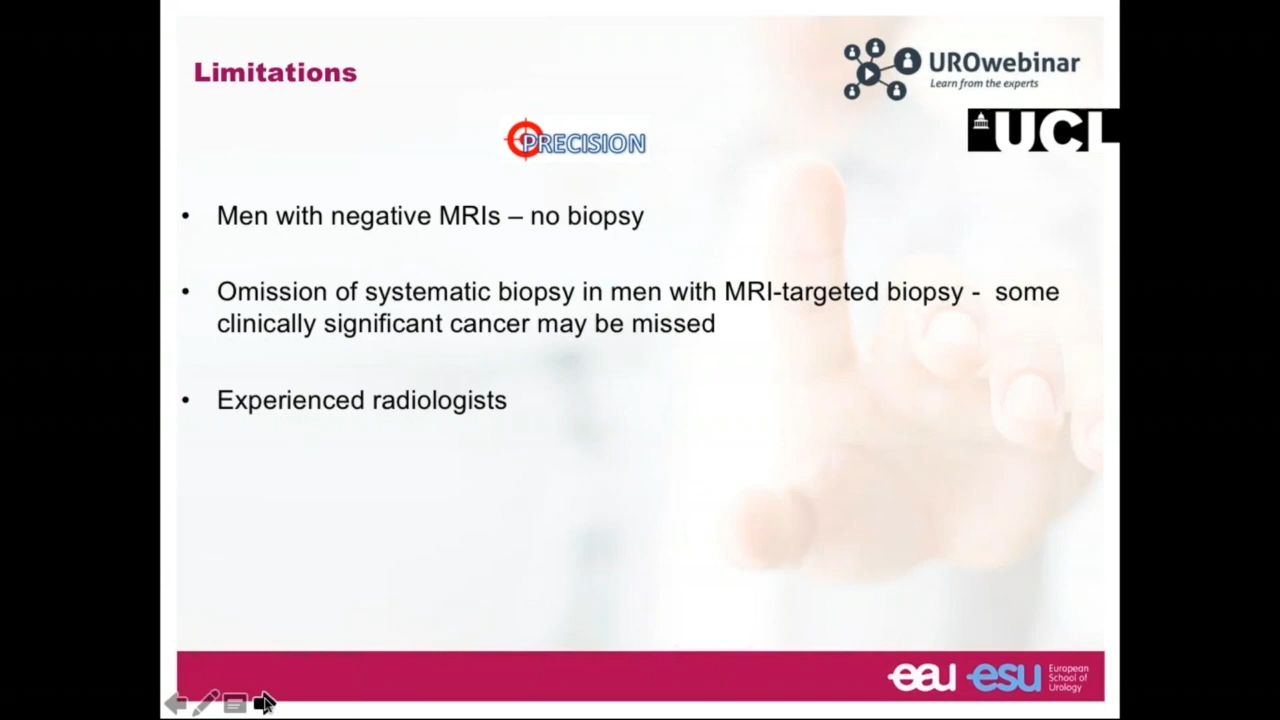 Limitations
UROwebinar
Learn from the experts
UCL
PRECISION
• Men with negative MRIs – no biopsy
• Omission of systematic biopsy in men with MRI-targeted biopsy - some
clinically significant cancer may be missed
• Experienced radiologists
eau esu European
School of
Urology